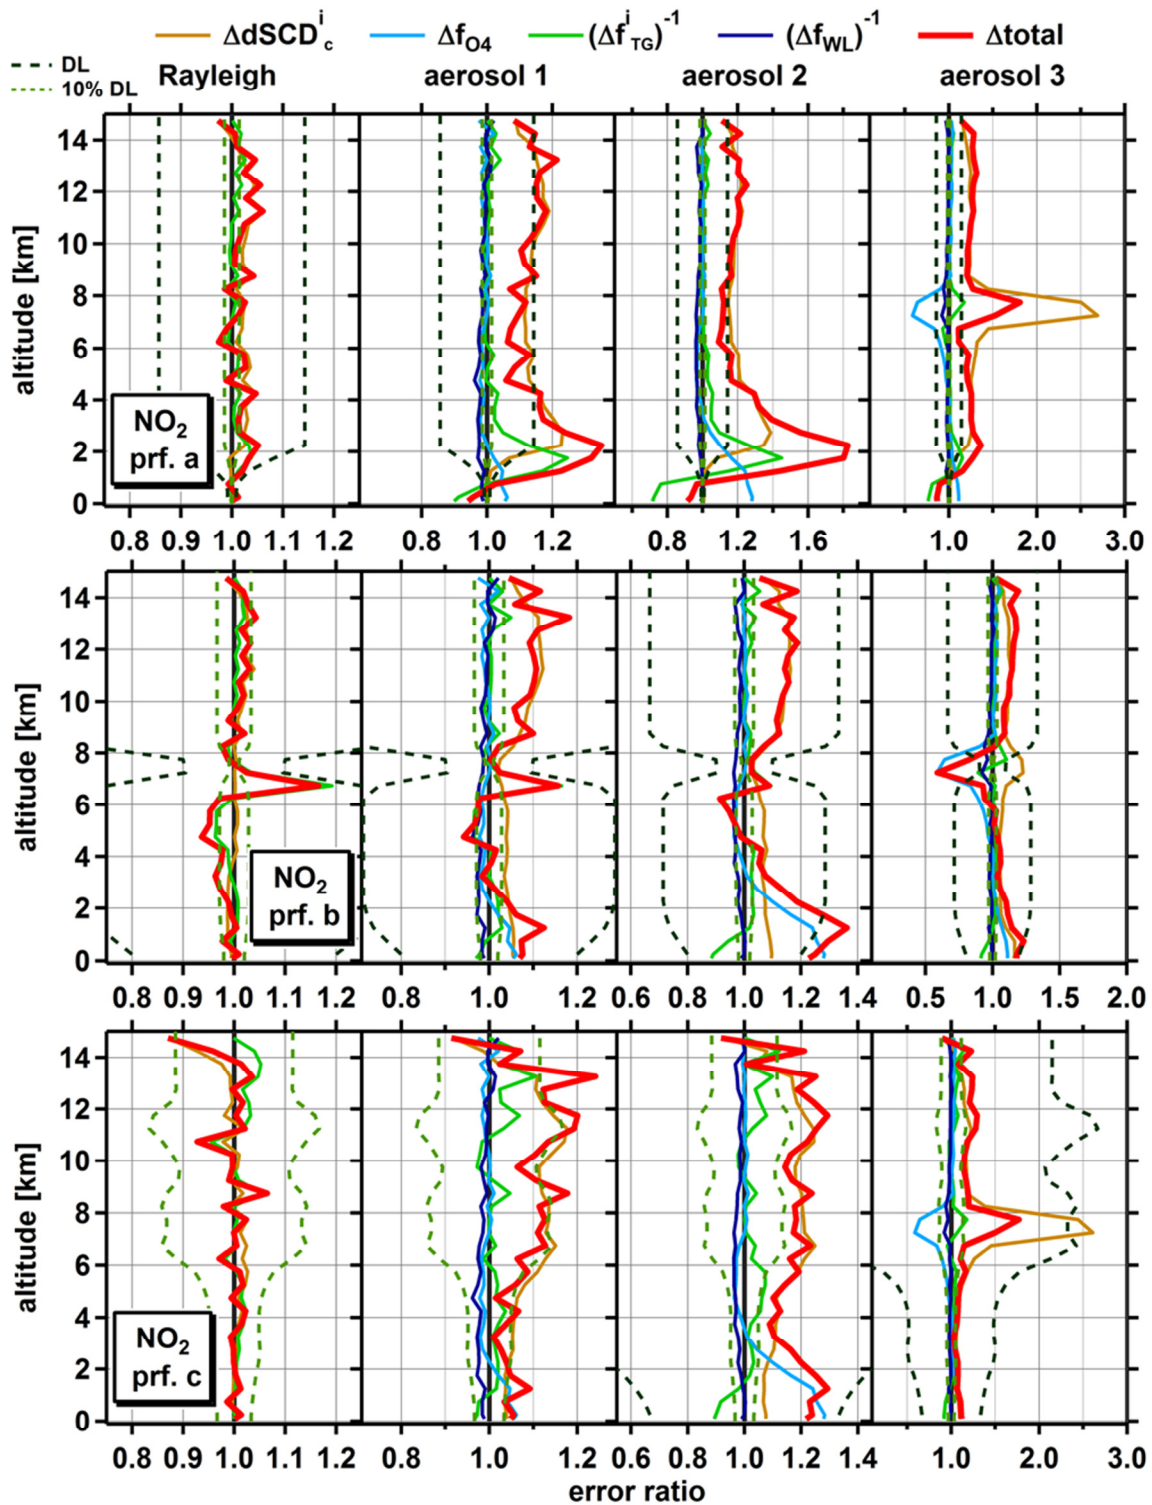 ΔdSCD_c^i Δf_O4 (Δf^i_TG)^-1 (Δf_WL)^-1 Δtotal
DL
10% DL
Rayleigh aerosol 1 aerosol 2 aerosol 3
altitude [km]
14
12
10
8
6
4
2
0
NO2
prf. a
0.8 0.9 1.0 1.1 1.2 0.8 1.0 1.2 0.8 1.2 1.6 1.0 2.0 3.0
altitude [km]
14
12
10
8
6
4
2
0
NO2
prf. b
0.8 0.9 1.0 1.1 1.2 0.8 1.0 1.2 0.6 0.8 1.0 1.2 1.4 0.5 1.0 1.5 2.0
altitude [km]
14
12
10
8
6
4
2
0
NO2
prf. c
0.8 0.9 1.0 1.1 1.2 0.8 1.0 1.2 0.6 0.8 1.0 1.2 1.4 1.0 2.0 3.0
error ratio